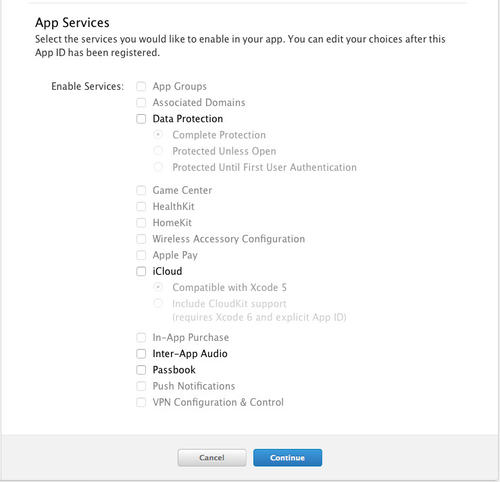 App Services
Select the services you would like to enable in your app. You can edit your choices after this
App ID has been registered.
Enable Services:
App Groups
Associated Domains
Data Protection
Complete Protection
Protected Unless Open
Protected Until First User Authentication
Game Center
HealthKit
HomeKit
Wireless Accessory Configuration
Apple Pay
iCloud
Compatible with Xcode 5
Include CloudKit support
(requires Xcode 6 and explicit App ID)
In-App Purchase
Inter-App Audio
Passbook
Push Notifications
VPN Configuration & Control
Cancel
Continue